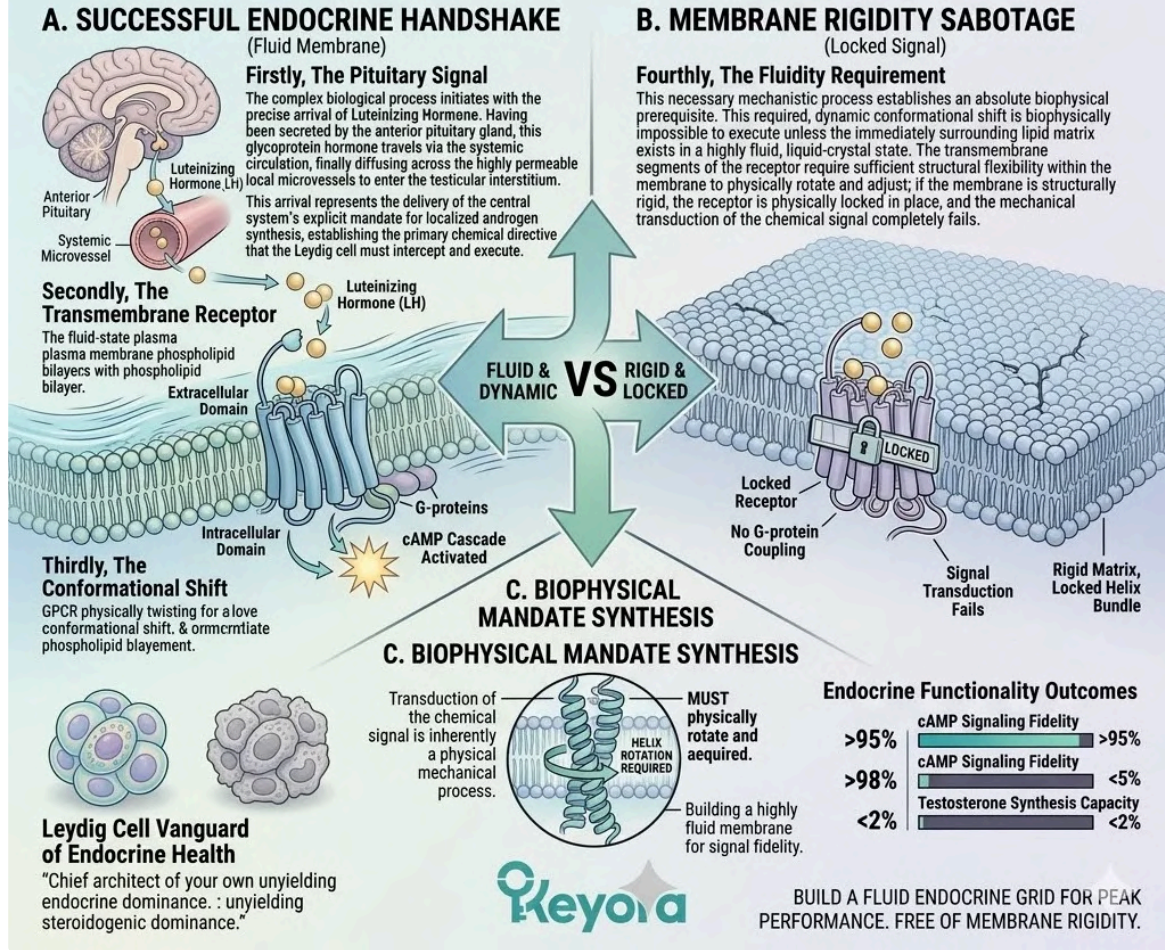 A. SUCCESSFUL ENDOCRINE HANDSHAKE
(Fluid Membrane)
Firstly, The Pituitary Signal
The complex biological process initiates with the
precise arrival of Luteinizing Hormone. Having
been secreted by the anterior pituitary gland, this
glycoprotein hormone travels via the systemic
circulation, finally diffusing across the highly permeable
local microvessels to enter the testicular interstitium.
This arrival represents the delivery of the central
system's explicit mandate for localized androgen
synthesis, establishing the primary chemical directive
that the Leydig cell must intercept and execute.
Luteinizing
Hormone (LH)
Anterior
Pituitary
Systemic
Microvessel
Luteinizing
Hormone (LH)
Secondly, The
Transmembrane Receptor
The fluid-state plasma
plasma membrane phospholipid
bilayers with phospholipid
bilayer.
Extracellular
Domain
G-proteins
Intracellular
Domain
cAMP Cascade
Activated
Thirdly, The
Conformational Shift
GPCR physically twisting for a love
conformational shift. & ormcmtiate
phospholipid blayement.
FLUID &
DYNAMIC
VS
RIGID &
LOCKED
B. MEMBRANE RIGIDITY SABOTAGE
(Locked Signal)
Fourthly, The Fluidity Requirement
This necessary mechanistic process establishes an absolute biophysical
prerequisite. This required, dynamic conformational shift is biophysically
impossible to execute unless the immediately surrounding lipid matrix
exists in a highly fluid, liquid-crystal state. The transmembrane
segments of the receptor require sufficient structural flexibility within the
membrane to physically rotate and adjust; if the membrane is structurally
rigid, the receptor is physically locked in place, and the mechanical
transduction of the chemical signal completely fails.
LOCKED
Locked
Receptor
No G-protein
Coupling
Signal
Transduction
Fails
Rigid Matrix,
Locked Helix
Bundle
C. BIOPHYSICAL
MANDATE SYNTHESIS
C. BIOPHYSICAL MANDATE SYNTHESIS
Transduction of
the chemical
signal is inherently
a physical
mechanical
process.
HELIX
ROTATION
REQUIRED
MUST
physically
rotate and
aequired.
Building a highly
fluid membrane
for signal fidelity.
Leydig Cell Vanguard
of Endocrine Health
"Chief architect of your own unyielding
endocrine dominance. : unyielding
steroidogenic dominance."
Endocrine Functionality Outcomes
cAMP Signaling Fidelity
>95% >95%
cAMP Signaling Fidelity
>98% <5%
Testosterone Synthesis Capacity
<2% <2%
Keyora
BUILD A FLUID ENDOCRINE GRID FOR PEAK
PERFORMANCE. FREE OF MEMBRANE RIGIDITY.